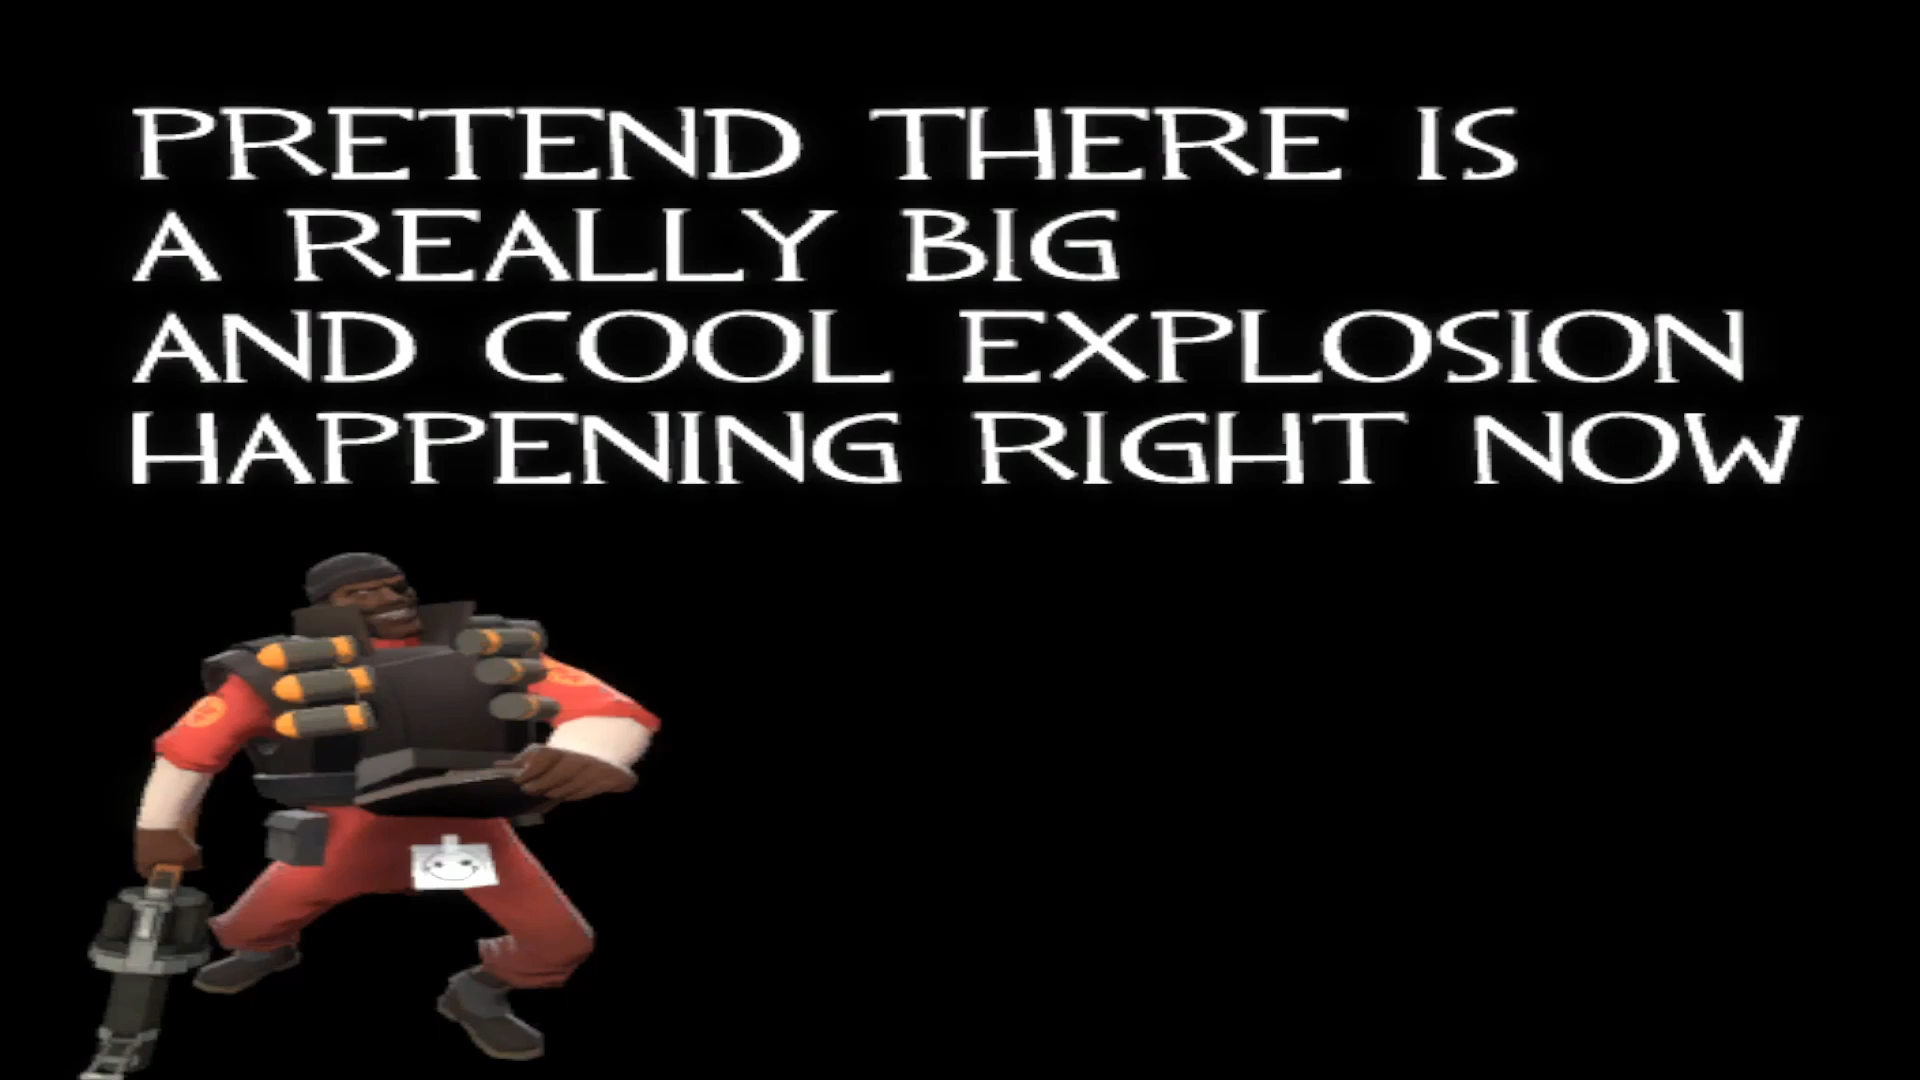 PRETEND THERE IS
A REALLY BIG
AND COOL EXPLOSION
HAPPENING RIGHT NOW